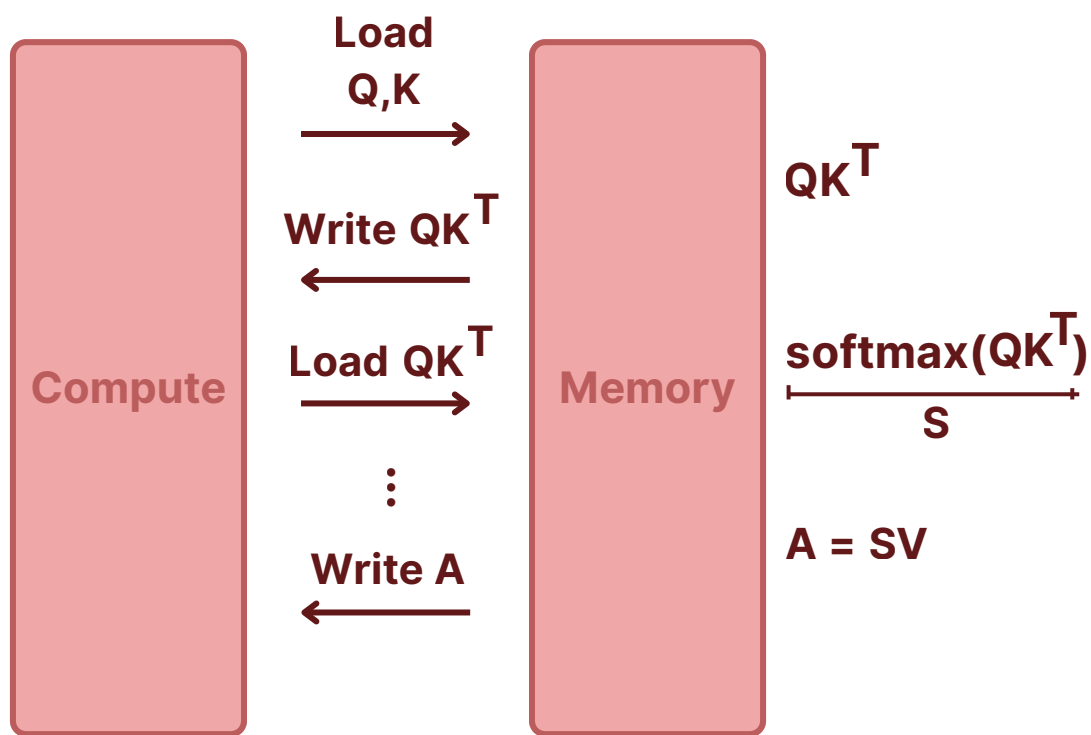 Load
Q,K
QK^T
Write QK^T
Load QK^T
softmax(QK^T)
Compute
Memory
S
A = SV
Write A